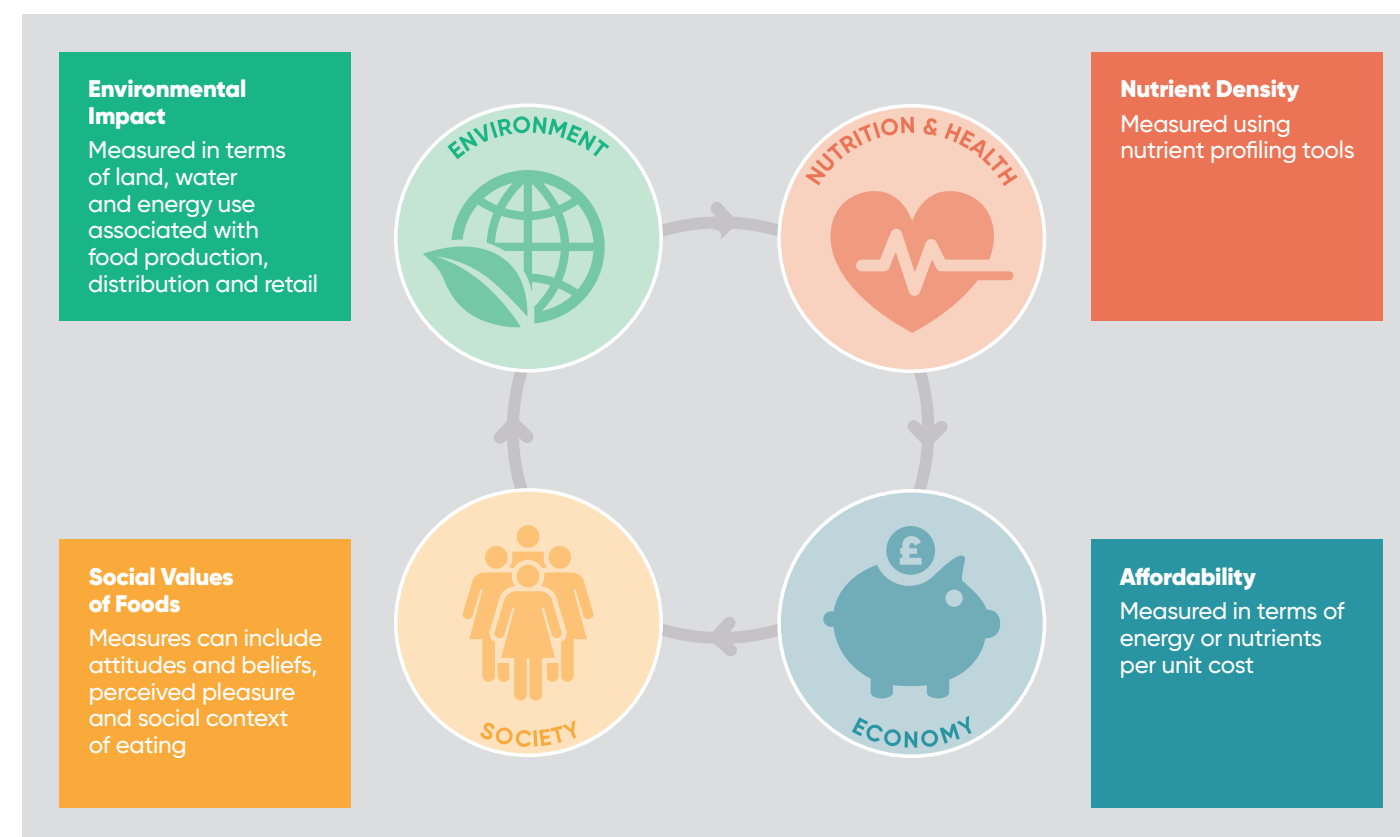 Environmental
Impact
Measured in terms
of land, water
and energy use
associated with
food production,
distribution and retail
ENVIRONMENT
NUTRITION & HEALTH
Nutrient Density
Measured using
nutrient profiling tools
Social Values
of Foods
Measures can include
attitudes and beliefs,
perceived pleasure
and social context
of eating
SOCIETY
£
ECONOMY
Affordability
Measured in terms of
energy or nutrients
per unit cost